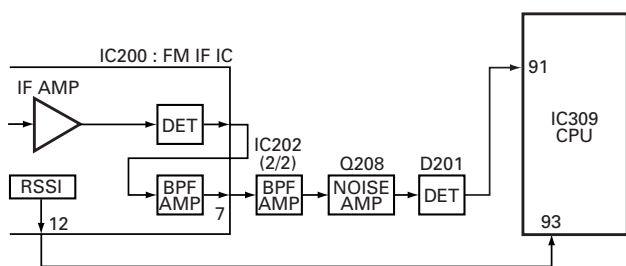 IC200 : FM IF IC
IF AMP
DET
91
IC309
CPU
IC202
(2/2)
Q208
D201
RSSI
BPF
AMP
BPF
AMP
NOISE
AMP
DET
12
7
93